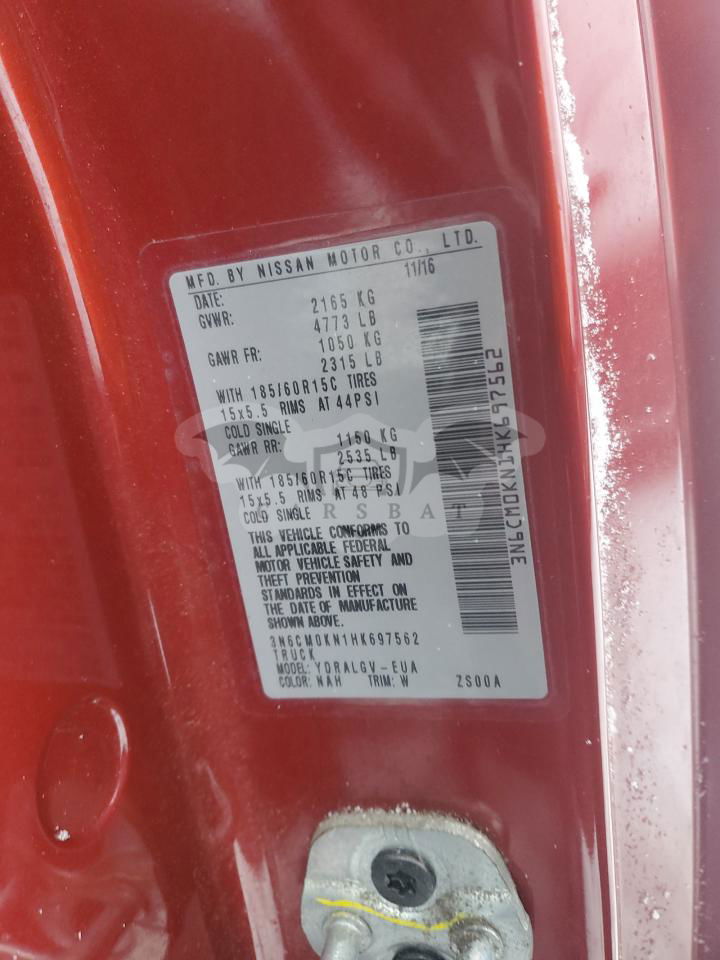 MFD. BY NISSAN MOTOR CO., LTD.
DATE: 11/16
GVWR: 2165 KG
4773 LB
GAWR FR: 1050 KG
2315 LB
WITH 185/60R15C TIRES
15x5.5 RIMS AT 44PSI
COLD SINGLE
GAWR RR: 1150 KG
2535 LB
WITH 185/60R15C TIRES
15x5.5 RIMS AT 48 PSI
COLD SINGLE
THIS VEHICLE CONFORMS TO
ALL APPLICABLE FEDERAL
MOTOR VEHICLE SAFETY AND
THEFT PREVENTION
STANDARDS IN EFFECT ON
THE DATE OF MANUFACTURE
SHOWN ABOVE.
3N6CM0KN1HK697562
TRUCK
MODEL: YDRALGV-EUA
COLOR: NAH TRIM: W ZS00A
3N6CM0KN1HK697562
CARSBAT